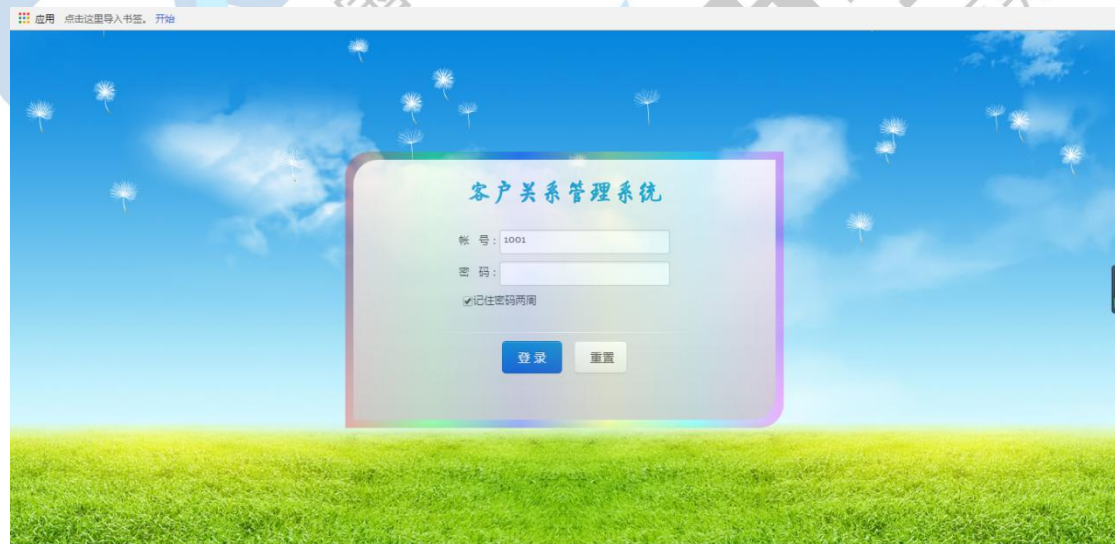 应用 点击这里导入书签。 开始
客户关系管理系统
帐 号: 1001
密 码:
记住密码两周
登录 重置